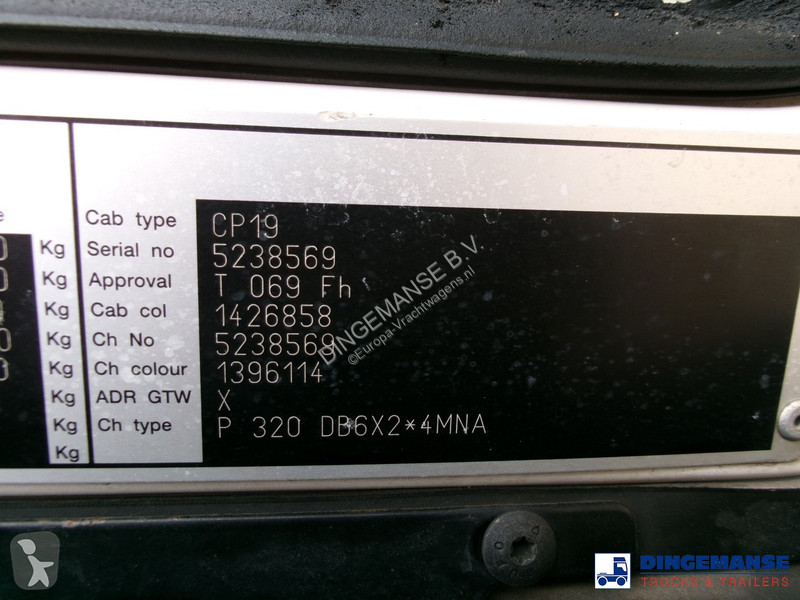 Cab type CP19
Kg Serial no 5238569
Kg Approval T 069 Fh
Kg Cab col 1426858
Kg Ch No 5238569
Kg Ch colour 1396114
Kg ADR GTW X
Kg Ch type P 320 DB6X2*4MNA
Kg
DINGEMANSE B.V.
©Europa-Vrachtwagens.nl
DINGEMANSE
TRUCKS & TRAILERS